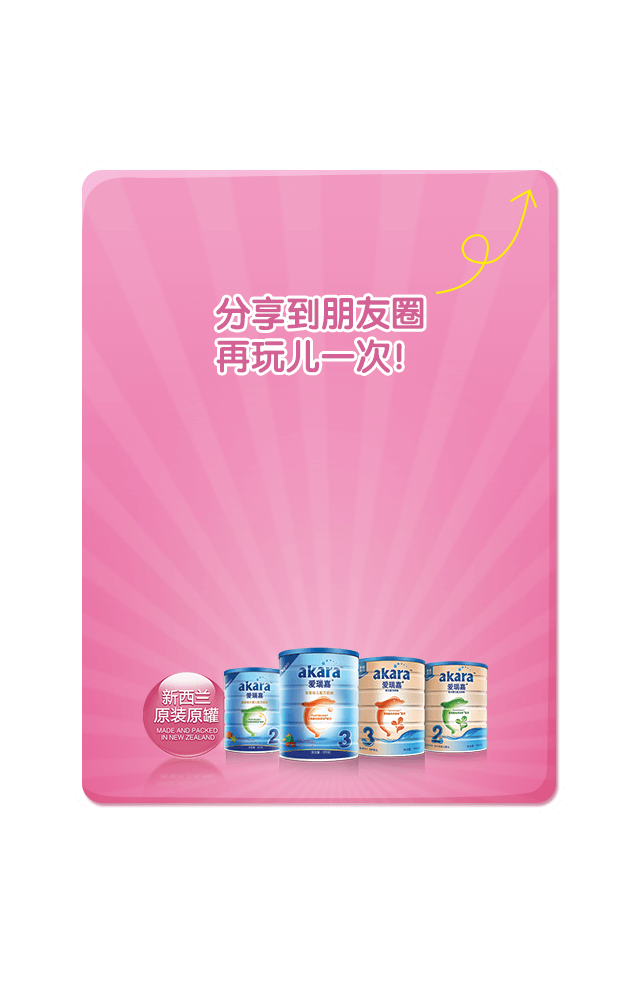 分享到朋友圈
再玩儿一次!
新西兰
原装原罐
MADE AND PACKED
IN NEW ZEALAND
akara
爱瑞嘉
2
akara
爱瑞嘉
3
akara
爱瑞嘉
3
akara
爱瑞嘉
2